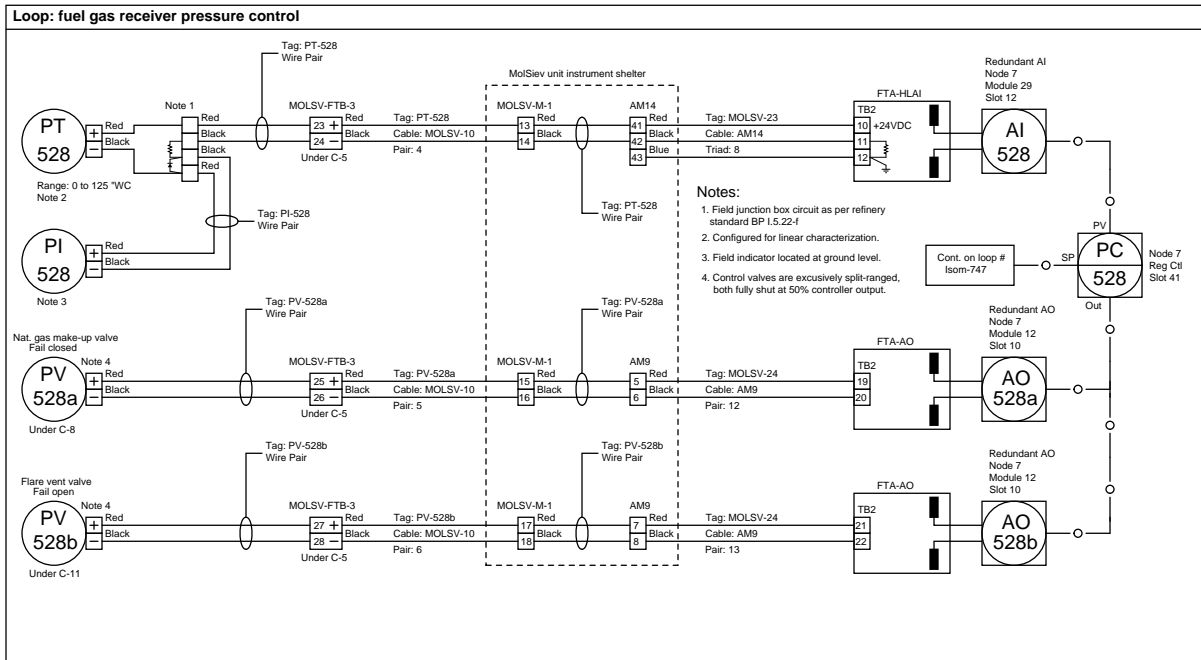 Loop: fuel gas receiver pressure control
Tag: PT-528
Wire Pair
MolSiev unit instrument shelter
Redundant AI
Node 7
Module 29
Slot 12
FTA-HLAI
Note 1
MOLSV-FTB-3
MOLSV-M-1
AM14
PT
528
+
−
Red
Black
Red
Black
Black
Red
23 +
24 −
Red
Black
Under C-5
Tag: PT-528
Cable: MOLSV-10
Pair: 4
13
14
Red
Black
41
42
43
Red
Black
Blue
Tag: MOLSV-23
Cable: AM14
Triad: 8
TB2
10
11
12
+24VDC
AI
528
Range: 0 to 125 "WC
Note 2
Tag: PI-528
Wire Pair
Tag: PT-528
Wire Pair
PI
528
+
−
Red
Black
Note 3
Notes:
1. Field junction box circuit as per refinery
standard BP I.5.22-f
2. Configured for linear characterization.
3. Field indicator located at ground level.
4. Control valves are excusively split-ranged,
both fully shut at 50% controller output.
Cont. on loop #
Isom-747
SP
PV
PC
528
Out
Node 7
Reg Ctl
Slot 41
Tag: PV-528a
Wire Pair
Tag: PV-528a
Wire Pair
Redundant AO
Node 7
Module 12
Slot 10
Nat. gas make-up valve
Fail closed
Note 4
PV
528a
+
−
Red
Black
Under C-8
MOLSV-FTB-3
25 +
26 −
Red
Black
Under C-5
Tag: PV-528a
Cable: MOLSV-10
Pair: 5
MOLSV-M-1
15
16
Red
Black
AM9
5
6
Red
Black
Tag: MOLSV-24
Cable: AM9
Pair: 12
FTA-AO
TB2
19
20
AO
528a
Tag: PV-528b
Wire Pair
Tag: PV-528b
Wire Pair
Redundant AO
Node 7
Module 12
Slot 10
Flare vent valve
Fail open
Note 4
PV
528b
+
−
Red
Black
Under C-11
MOLSV-FTB-3
27 +
28 −
Red
Black
Under C-5
Tag: PV-528b
Cable: MOLSV-10
Pair: 6
MOLSV-M-1
17
18
Red
Black
AM9
7
8
Red
Black
Tag: MOLSV-24
Cable: AM9
Pair: 13
FTA-AO
TB2
21
22
AO
528b